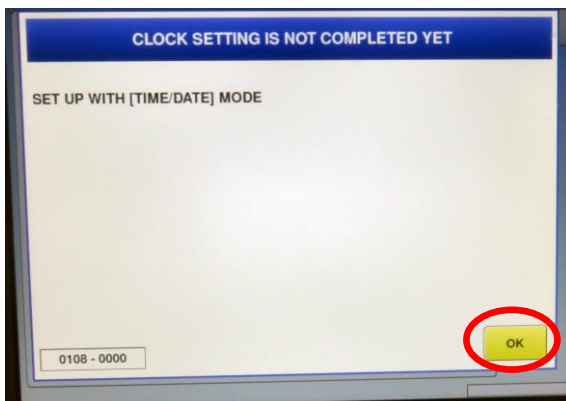 CLOCK SETTING IS NOT COMPLETED YET
SET UP WITH [TIME/DATE] MODE
OK
0108 - 0000